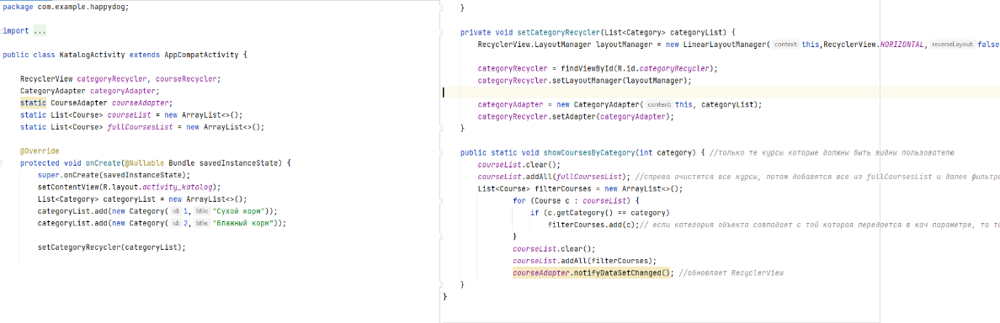 package com.example.happydog;
import ...
public class KatalogActivity extends AppCompatActivity {
RecyclerView categoryRecycler, courseRecycler;
CategoryAdapter categoryAdapter;
static CourseAdapter courseAdapter;
static List<Course> courseList = new ArrayList<>();
static List<Course> fullCoursesList = new ArrayList<>();
@Override
protected void onCreate(@Nullable Bundle savedInstanceState) {
super.onCreate(savedInstanceState);
setContentView(R.layout.activity_katalog);
List<Category> categoryList = new ArrayList<>();
categoryList.add(new Category( id: 1, title: "Сухой корм"));
categoryList.add(new Category( id: 2, title: "Влажный корм"));
setCategoryRecycler(categoryList);
}
private void setCategoryRecycler(List<Category> categoryList) {
RecyclerView.LayoutManager layoutManager = new LinearLayoutManager( context: this,RecyclerView.HORIZONTAL, reverseLayout: false
categoryRecycler = findViewById(R.id.categoryRecycler);
categoryRecycler.setLayoutManager(layoutManager);
categoryAdapter = new CategoryAdapter( context: this, categoryList);
categoryRecycler.setAdapter(categoryAdapter);
}
public static void showCoursesByCategory(int category) { //только те курсы которые должны быть видны пользователю
courseList.clear();
courseList.addAll(fullCoursesList); //спрева очистятся все курсы, потом добавятся все из fullCoursesList и далее фильтро
List<Course> filterCourses = new ArrayList<>();
for (Course c : courseList) {
if (c.getCategory() == category)
filterCourses.add(c);// если категория объекта совпадает с той которая передается в кач параметре, то то
}
courseList.clear();
courseList.addAll(filterCourses);
courseAdapter.notifyDataSetChanged(); //обновляет RecyclerView
}
}